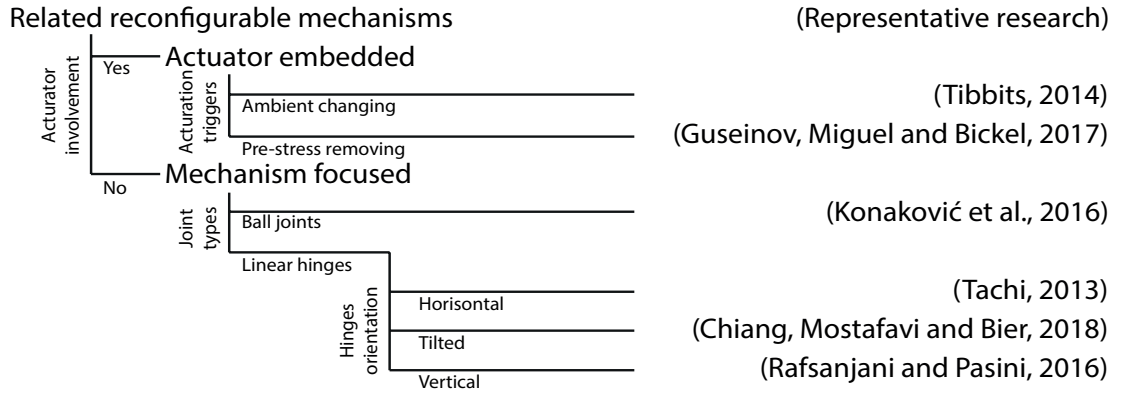 Related reconfigurable mechanisms (Representative research)
Acturator
involvement
Yes
Actuator embedded
Acturation
triggers
Ambient changing (Tibbits, 2014)
Pre-stress removing (Guseinov, Miguel and Bickel, 2017)
No
Mechanism focused
Joint
types
Ball joints (Konaković et al., 2016)
Linear hinges
Hinges
orientation
Horisontal (Tachi, 2013)
Tilted (Chiang, Mostafavi and Bier, 2018)
Vertical (Rafsanjani and Pasini, 2016)